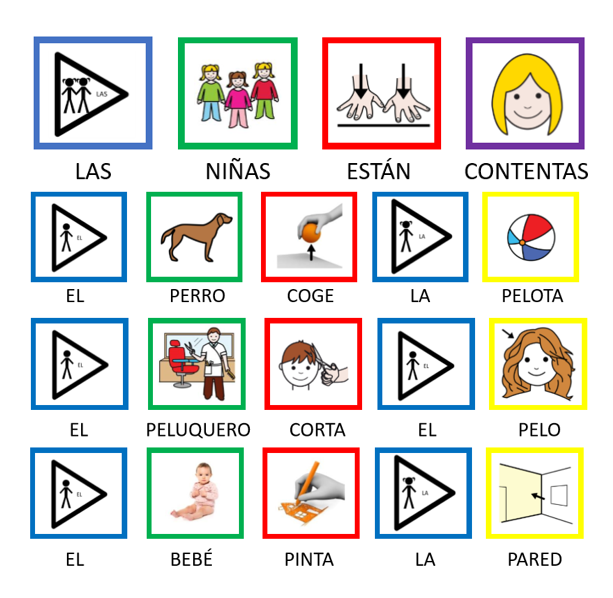 LAS
LAS NIÑAS ESTÁN CONTENTAS
EL LA
EL PERRO COGE LA PELOTA
EL EL
EL PELUQUERO CORTA EL PELO
EL LA
EL BEBÉ PINTA LA PARED